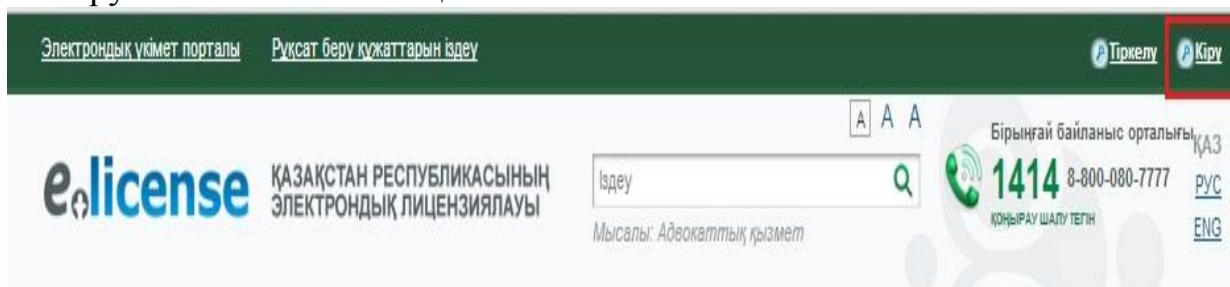 Электрондық үкімет порталы Рұқсат беру құжаттарын іздеу Тіркелу Кіру
A A A
Бірыңғай байланыс орталығы
ҚАЗ
e.license ҚАЗАҚСТАН РЕСПУБЛИКАСЫНЫҢ
ЭЛЕКТРОНДЫҚ ЛИЦЕНЗИЯЛАУЫ
Іздеу
1414 8-800-080-7777
РУС
ҚОҢЫРАУ ШАЛУ ТЕГІН
Мысалы: Адвокаттық қызмет
ENG